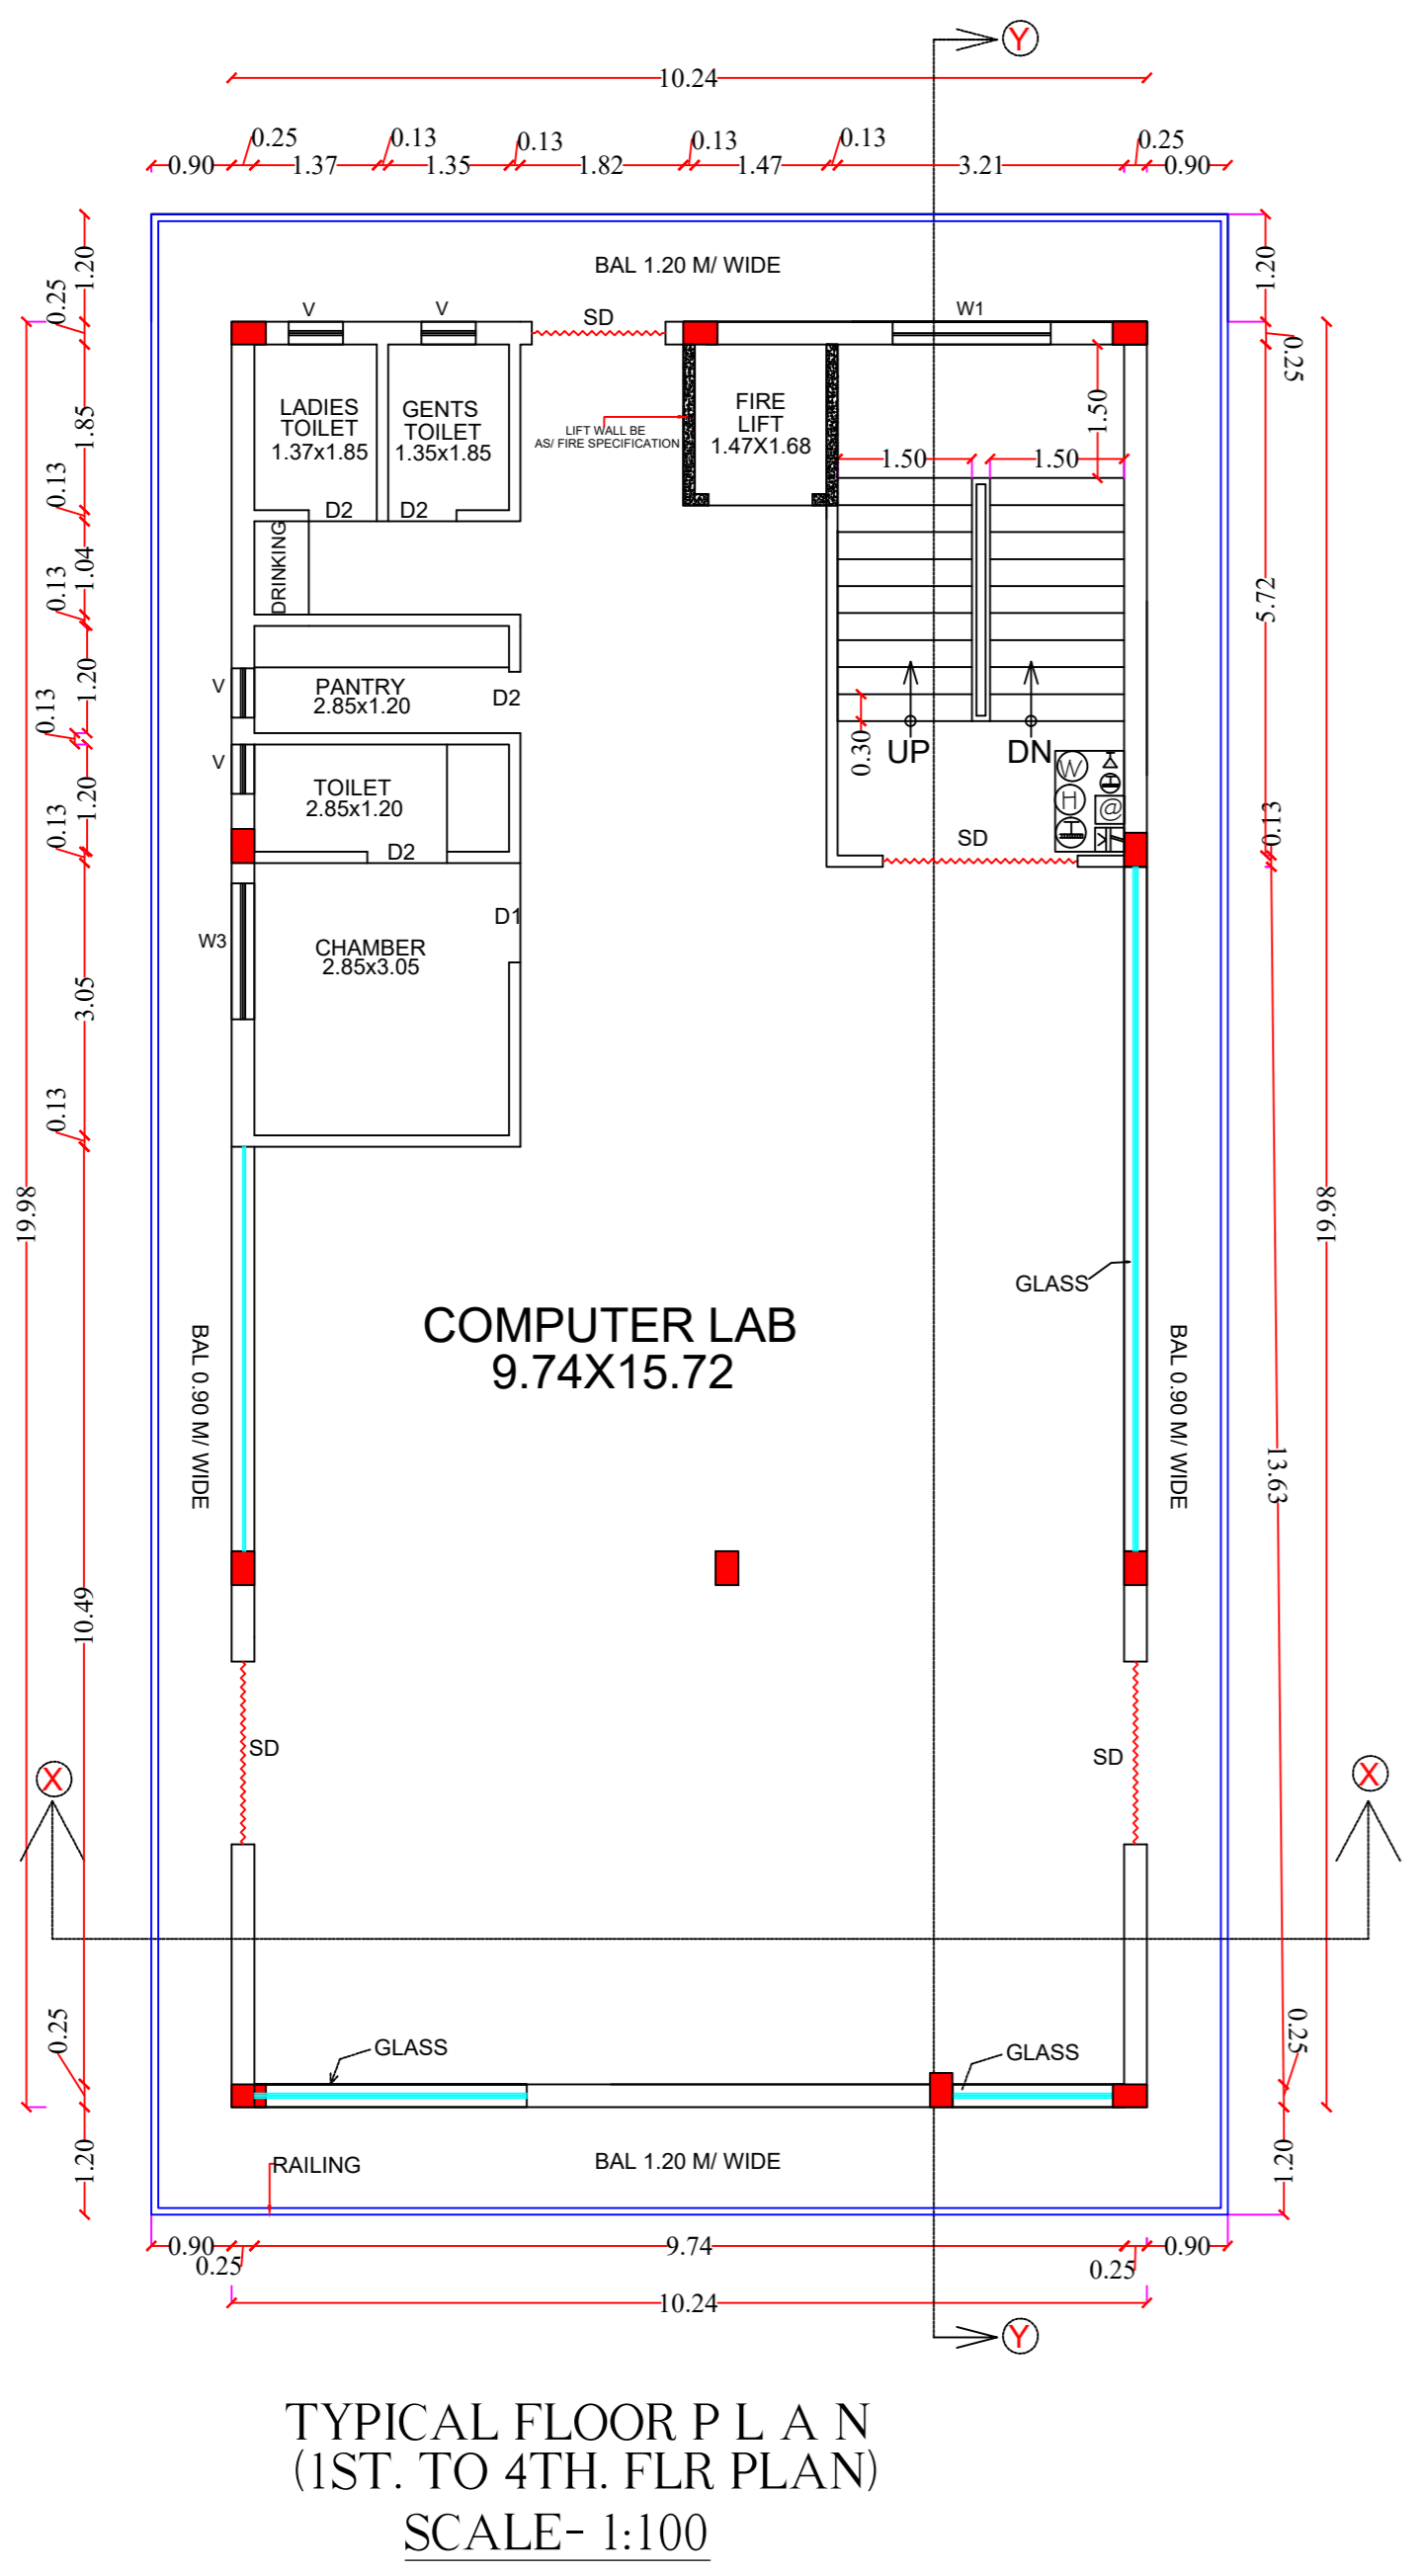 Y
10.24
0.25
0.13
0.13
0.13
0.13
0.25
0.90
1.37
1.35
1.82
1.47
3.21
0.90
1.20
0.25
BAL 1.20 M/ WIDE
1.20
0.25
V
V
SD
W1
1.85
LADIES
TOILET
1.37x1.85
GENTS
TOILET
1.35x1.85
LIFT WALL BE
AS/ FIRE SPECIFICATION
FIRE
LIFT
1.47X1.68
1.50
1.50
1.50
0.13
D2
D2
DRINKING
1.04
0.13
5.72
1.20
V
PANTRY
2.85x1.20
D2
0.13
0.30
UP
DN
V
TOILET
2.85x1.20
1.20
W
H
@
0.13
D2
SD
0.13
D1
W3
CHAMBER
2.85x3.05
3.05
0.13
19.98
19.98
GLASS
COMPUTER LAB
9.74X15.72
BAL 0.90 M/ WIDE
BAL 0.90 M/ WIDE
13.63
10.49
SD
SD
X
X
0.25
0.25
GLASS
GLASS
1.20
RAILING
BAL 1.20 M/ WIDE
1.20
0.90
9.74
0.90
0.25
0.25
10.24
Y
TYPICAL FLOOR P L A N
(1ST. TO 4TH. FLR PLAN)
SCALE- 1:100